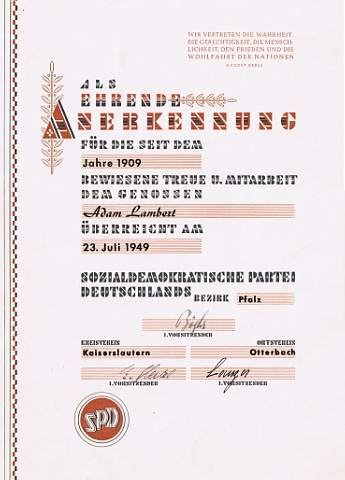 WIR VERTRETEN DIE WAHRHEIT
DIE GERECHTIGKEIT, DIE MENSCH-
LICHKEIT, DEN FRIEDEN UND DIE
WOHLFAHRT DER NATIONEN
AUGUST BEBEL
ALS
EHRENDE
ANERKENNUNG
FÜR DIE SEIT DEM
Jahre 1909
BEWIESENE TREUE U. MITARBEIT
DEM GENOSSEN
Adam Lambert
ÜBERREICHT AM
23. Juli 1949
SOZIALDEMOKRATISCHE PARTEI
DEUTSCHLANDS BEZIRK Pfalz
1. VORSITZENDER
KREISVEREIN ORTSVEREIN
Kaiserslautern Otterbach
1. VORSITZENDER 1. VORSITZENDER
SPD